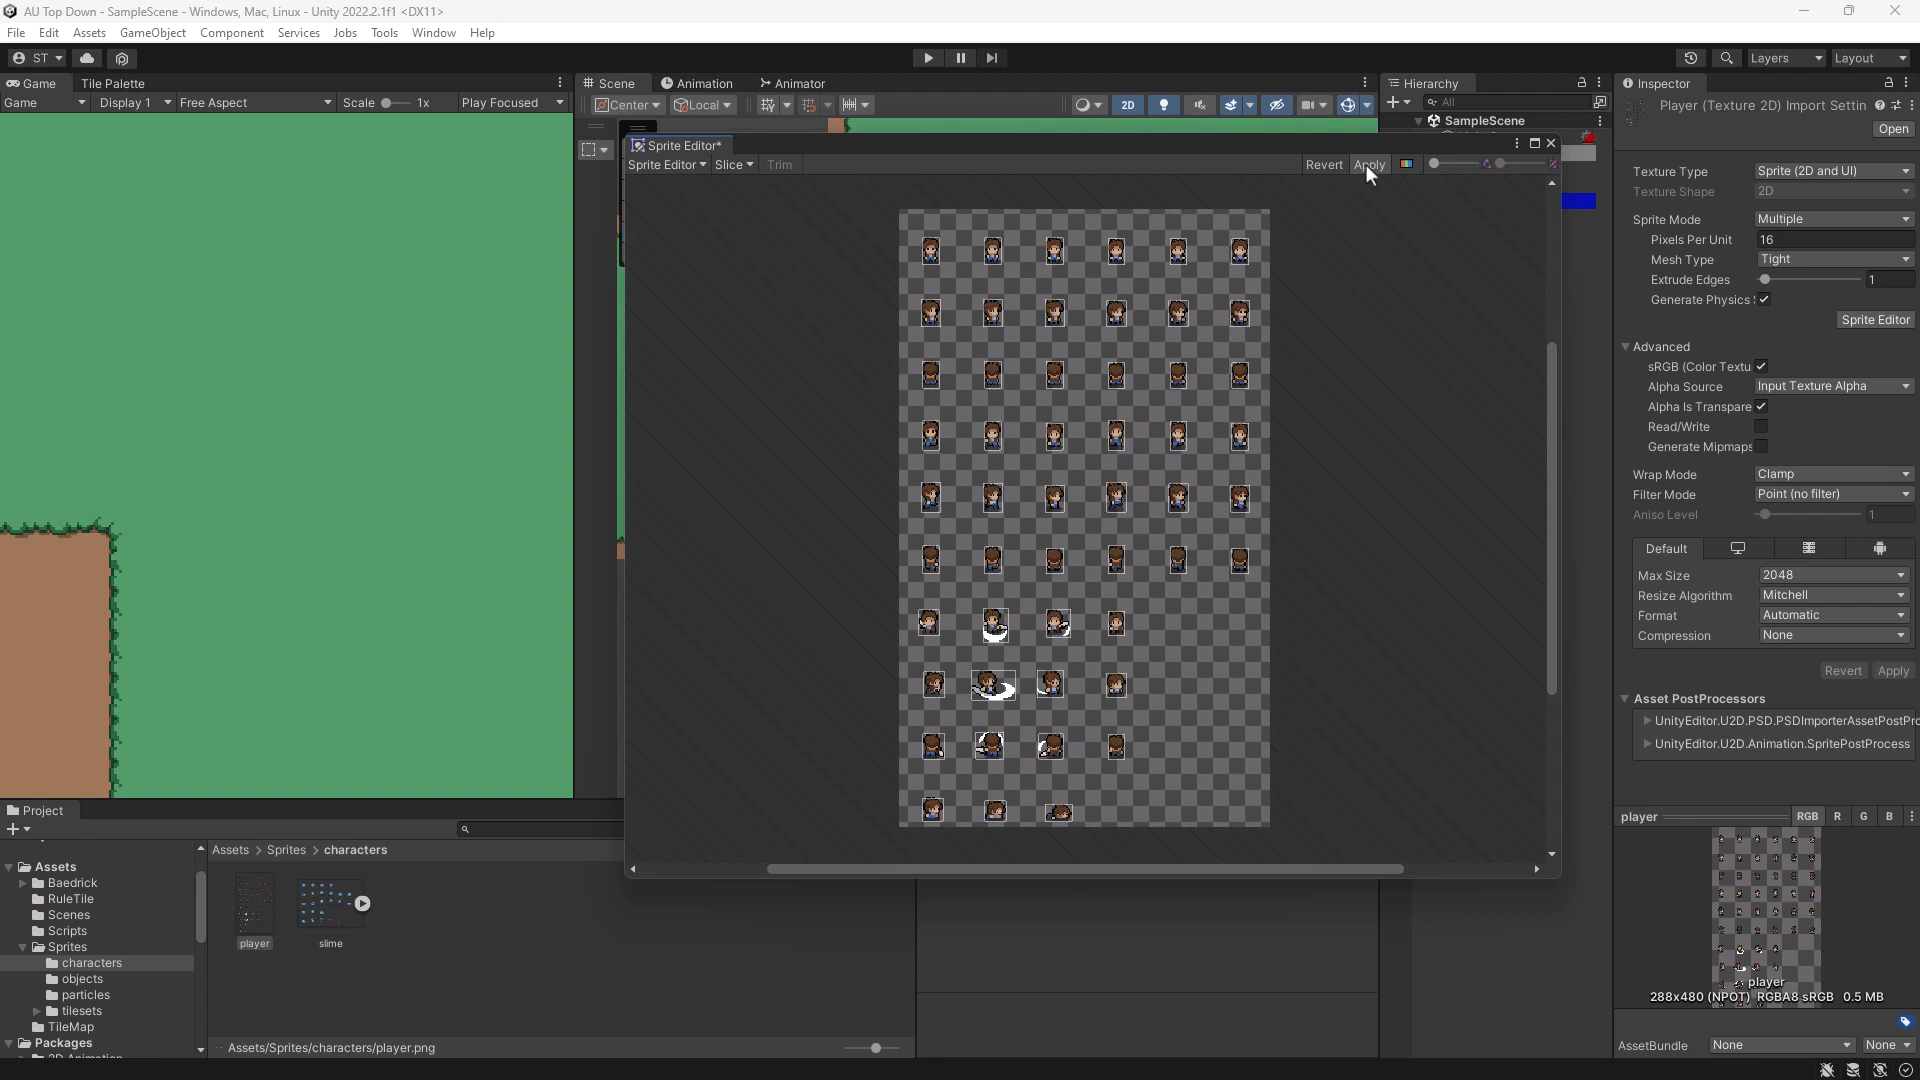 AU Top Down - SampleScene - Windows, Mac, Linux - Unity 2022.2.1f1 <DX11>
File Edit Assets GameObject Component Services Jobs Tools Window Help
ST Layers Layout
Game Tile Palette Scene Animation Animator Hierarchy Inspector
Game Display 1 Free Aspect Scale 1x Play Focused Center Local 2D All
Player (Texture 2D) Import Settin
SampleScene
Open
Sprite Editor*
Sprite Editor Slice Trim Revert Apply
Texture Type Sprite (2D and UI)
Texture Shape 2D
Sprite Mode Multiple
Pixels Per Unit 16
Mesh Type Tight
Extrude Edges 1
Generate Physics
Sprite Editor
Advanced
sRGB (Color Textu
Alpha Source Input Texture Alpha
Alpha Is Transpare
Read/Write
Generate Mipmaps
Wrap Mode Clamp
Filter Mode Point (no filter)
Aniso Level 1
Default
Max Size 2048
Resize Algorithm Mitchell
Format Automatic
Compression None
Revert Apply
Asset PostProcessors
UnityEditor.U2D.PSD.PSDImporterAssetPostPro
UnityEditor.U2D.Animation.SpritePostProcess
player RGB R G B
player
288x480 (NPOT) RGBA8 sRGB 0.5 MB
AssetBundle None None
Project
Assets
Baedrick
RuleTile
Scenes
Scripts
Sprites
characters
objects
particles
tilesets
TileMap
Packages
2D Animation
Assets > Sprites > characters
player slime
Assets/Sprites/characters/player.png